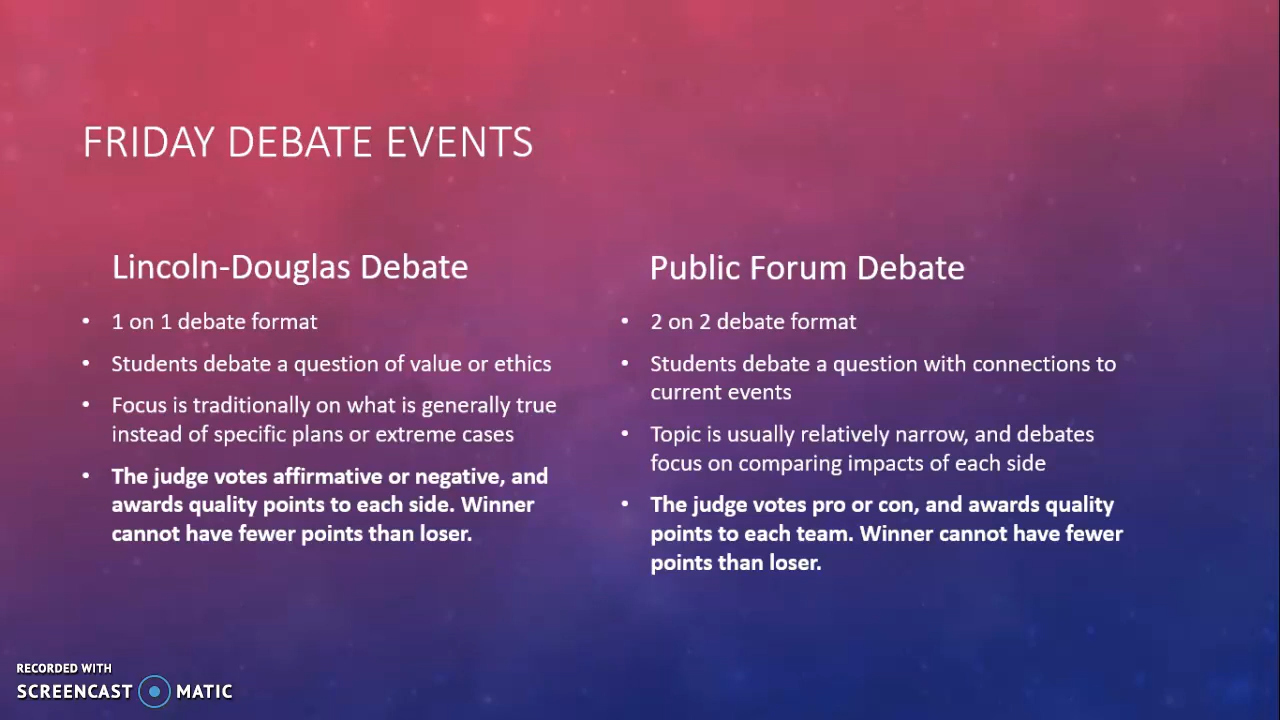 FRIDAY DEBATE EVENTS
Lincoln-Douglas Debate
• 1 on 1 debate format
• Students debate a question of value or ethics
• Focus is traditionally on what is generally true
instead of specific plans or extreme cases
• The judge votes affirmative or negative, and
awards quality points to each side. Winner
cannot have fewer points than loser.
Public Forum Debate
• 2 on 2 debate format
• Students debate a question with connections to
current events
• Topic is usually relatively narrow, and debates
focus on comparing impacts of each side
• The judge votes pro or con, and awards quality
points to each team. Winner cannot have fewer
points than loser.
RECORDED WITH
SCREENCAST MATIC